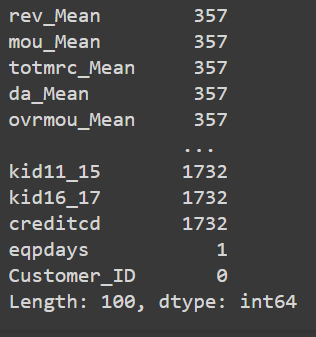 rev_Mean 357
mou_Mean 357
totmrc_Mean 357
da_Mean 357
ovrmou_Mean 357
...
kid11_15 1732
kid16_17 1732
creditcd 1732
eqpdays 1
Customer_ID 0
Length: 100, dtype: int64